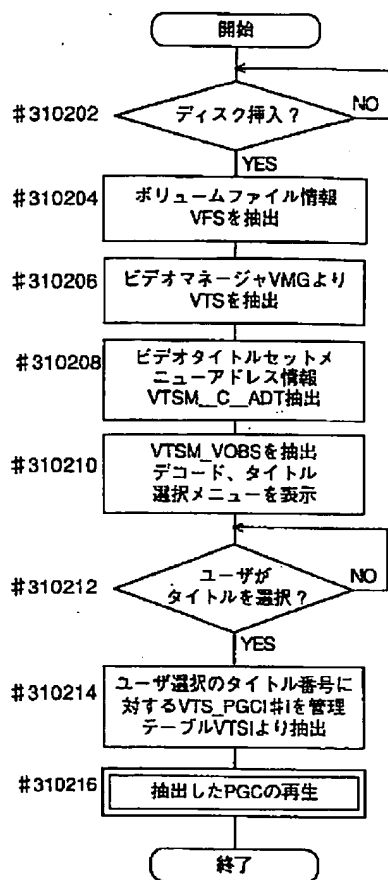 開始
#310202
ディスク挿入？
NO
YES
#310204
ボリュームファイル情報
VFSを抽出
#310206
ビデオマネージャVMGより
VTSを抽出
#310208
ビデオタイトルセットメ
ニューアドレス情報
VTSM__C__ADT抽出
#310210
VTSM_VOBSを抽出
デコード、タイトル
選択メニューを表示
#310212
ユーザが
タイトルを選択？
NO
YES
#310214
ユーザ選択のタイトル番号に
対するVTS_PGCI#Iを管理
テーブルVTSIより抽出
#310216
抽出したPGCの再生
終了